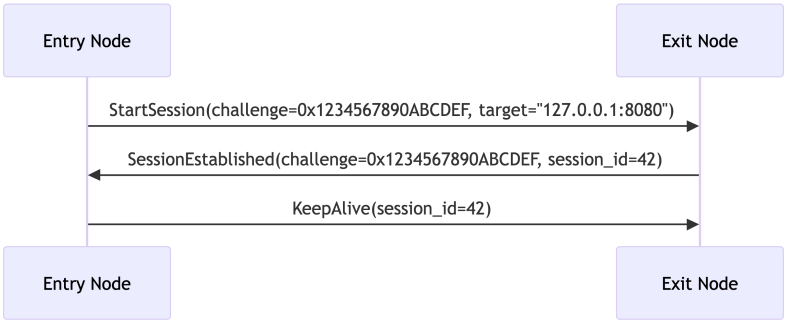 Entry Node
Exit Node
StartSession(challenge=0x1234567890ABCDEF, target="127.0.0.1:8080")
SessionEstablished(challenge=0x1234567890ABCDEF, session_id=42)
KeepAlive(session_id=42)
Entry Node
Exit Node